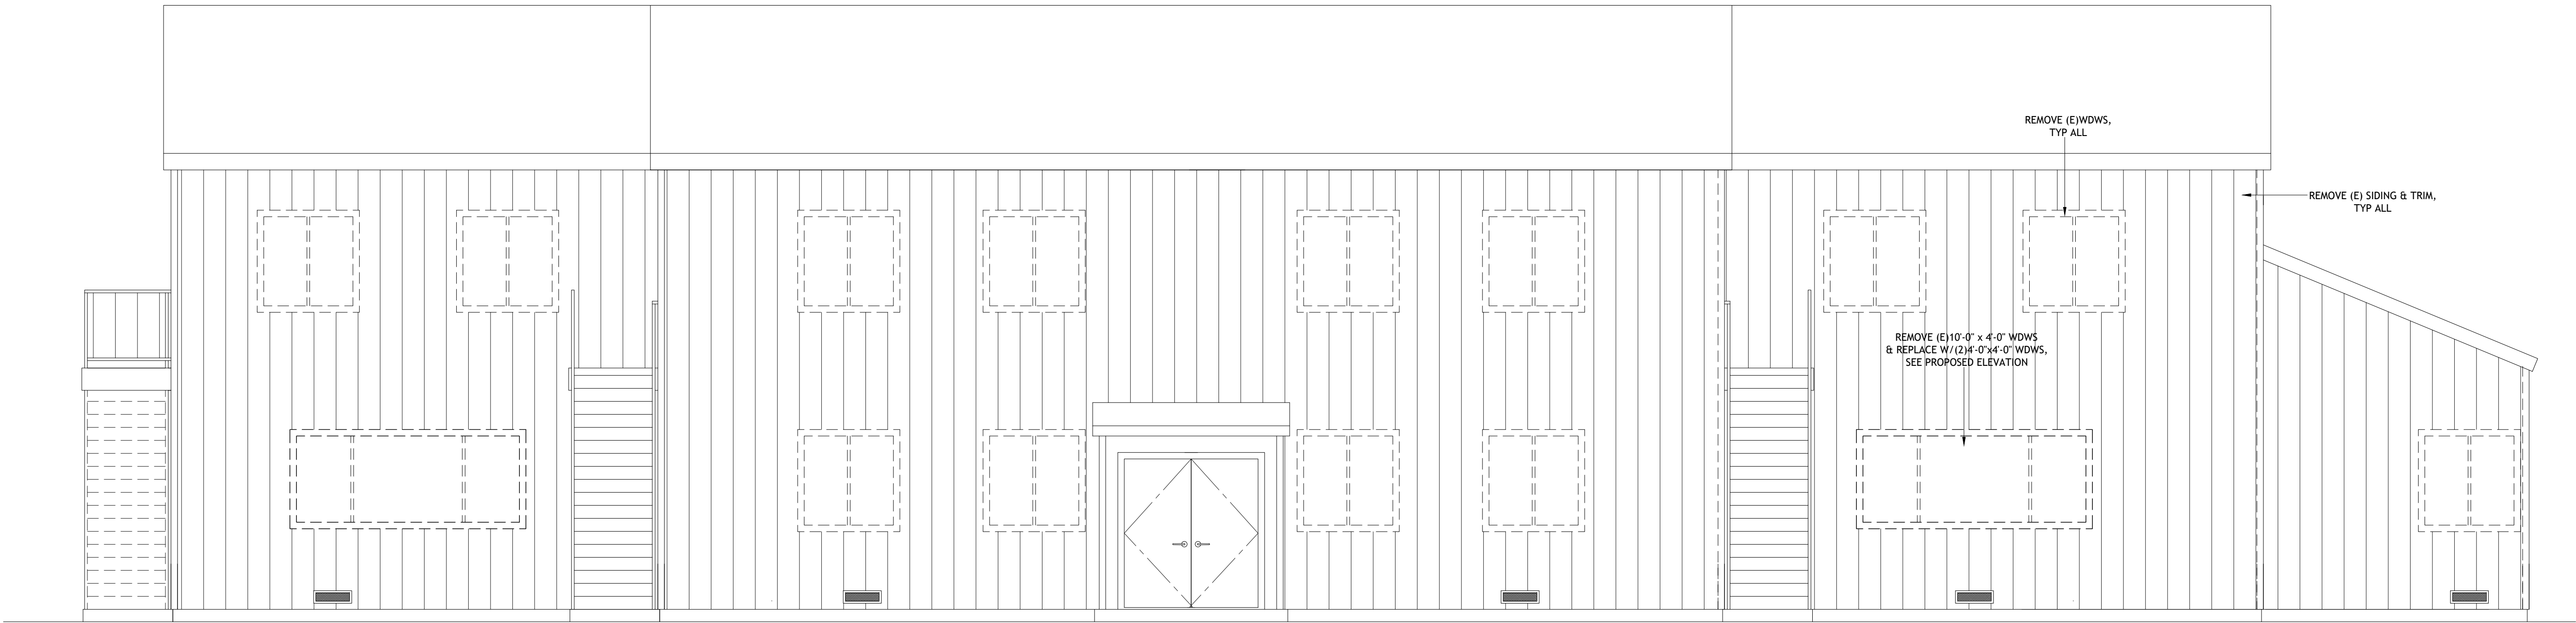 REMOVE (E)WDWS,
TYP ALL
REMOVE (E) SIDING & TRIM,
TYP ALL
REMOVE (E)10'-0" x 4'-0" WDWS
& REPLACE W/(2)4'-0"x4'-0" WDWS,
SEE PROPOSED ELEVATION